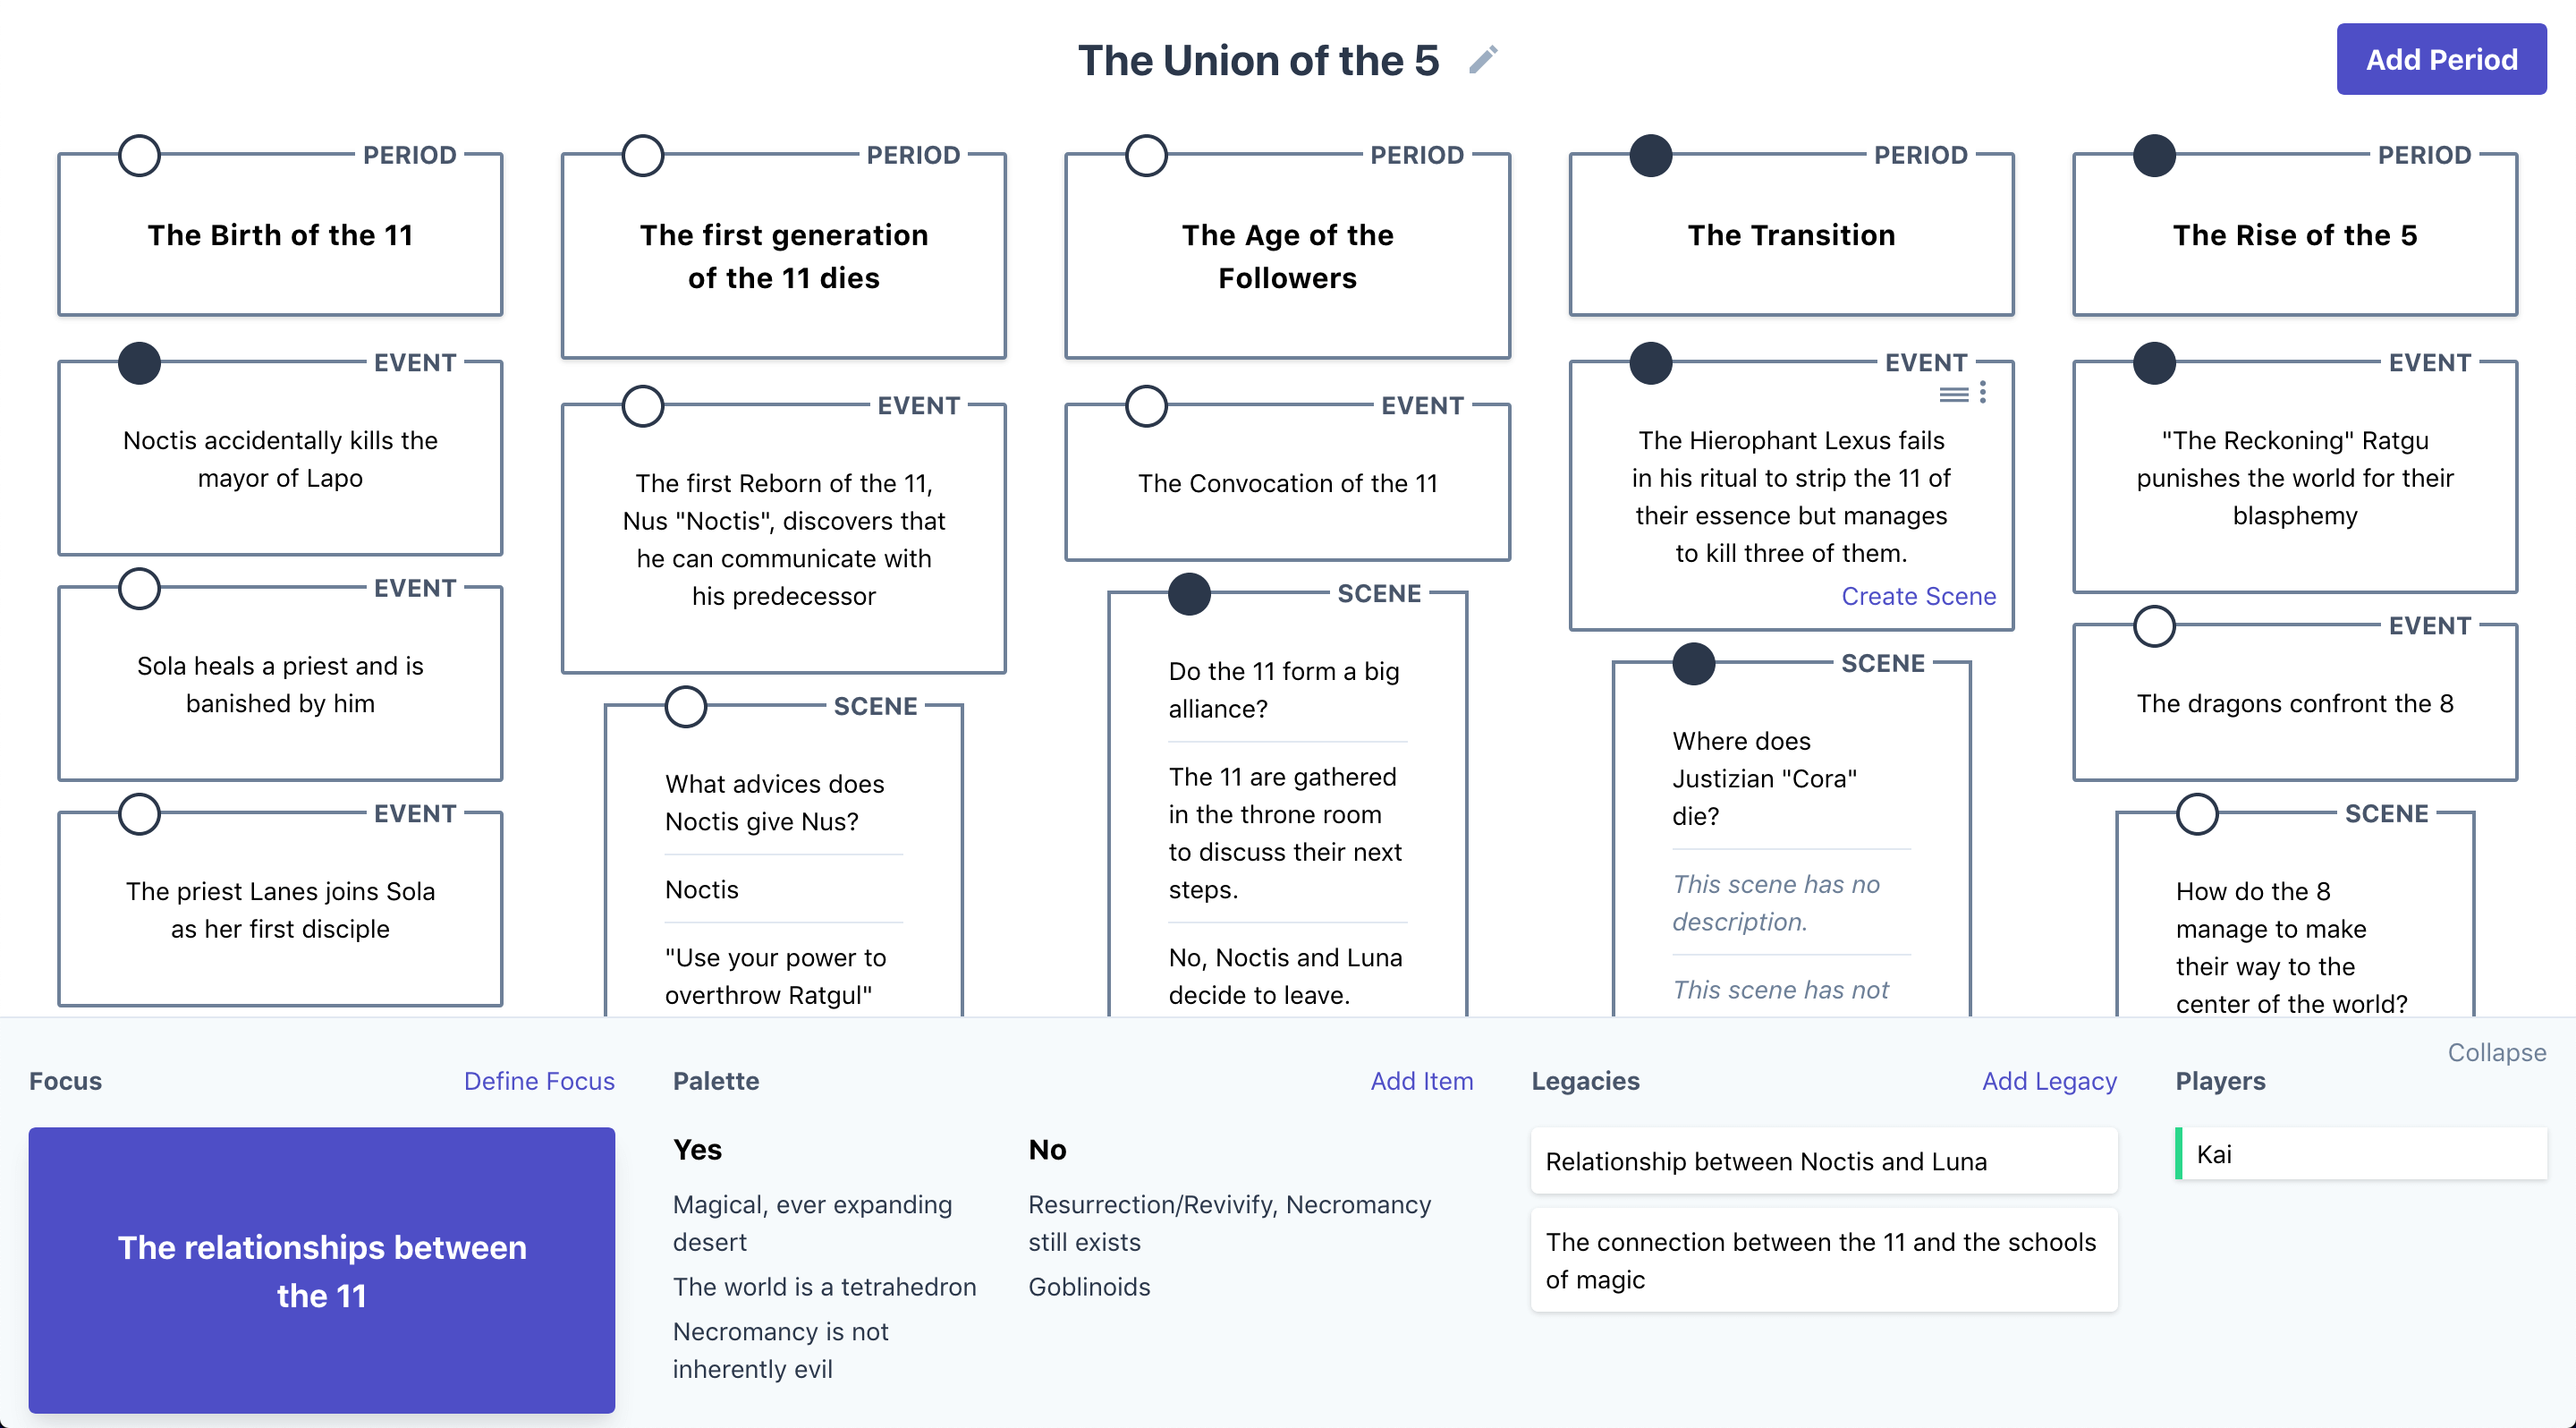 The Union of the 5
Add Period
PERIOD
The Birth of the 11
EVENT
Noctis accidentally kills the
mayor of Lapo
EVENT
Sola heals a priest and is
banished by him
EVENT
The priest Lanes joins Sola
as her first disciple
PERIOD
The first generation
of the 11 dies
EVENT
The first Reborn of the 11,
Nus "Noctis", discovers that
he can communicate with
his predecessor
SCENE
What advices does
Noctis give Nus?
Noctis
"Use your power to
overthrow Ratgul"
PERIOD
The Age of the
Followers
EVENT
The Convocation of the 11
SCENE
Do the 11 form a big
alliance?
The 11 are gathered
in the throne room
to discuss their next
steps.
No, Noctis and Luna
decide to leave.
PERIOD
The Transition
EVENT
The Hierophant Lexus fails
in his ritual to strip the 11 of
their essence but manages
to kill three of them.
Create Scene
SCENE
Where does
Justizian "Cora"
die?
This scene has no
description.
This scene has not
PERIOD
The Rise of the 5
EVENT
"The Reckoning" Ratgu
punishes the world for their
blasphemy
EVENT
The dragons confront the 8
SCENE
How do the 8
manage to make
their way to the
center of the world?
Collapse
Focus
Define Focus
The relationships between
the 11
Palette
Add Item
Yes
Magical, ever expanding
desert
The world is a tetrahedron
Necromancy is not
inherently evil
No
Resurrection/Revivify, Necromancy
still exists
Goblinoids
Legacies
Add Legacy
Relationship between Noctis and Luna
The connection between the 11 and the schools
of magic
Players
Kai